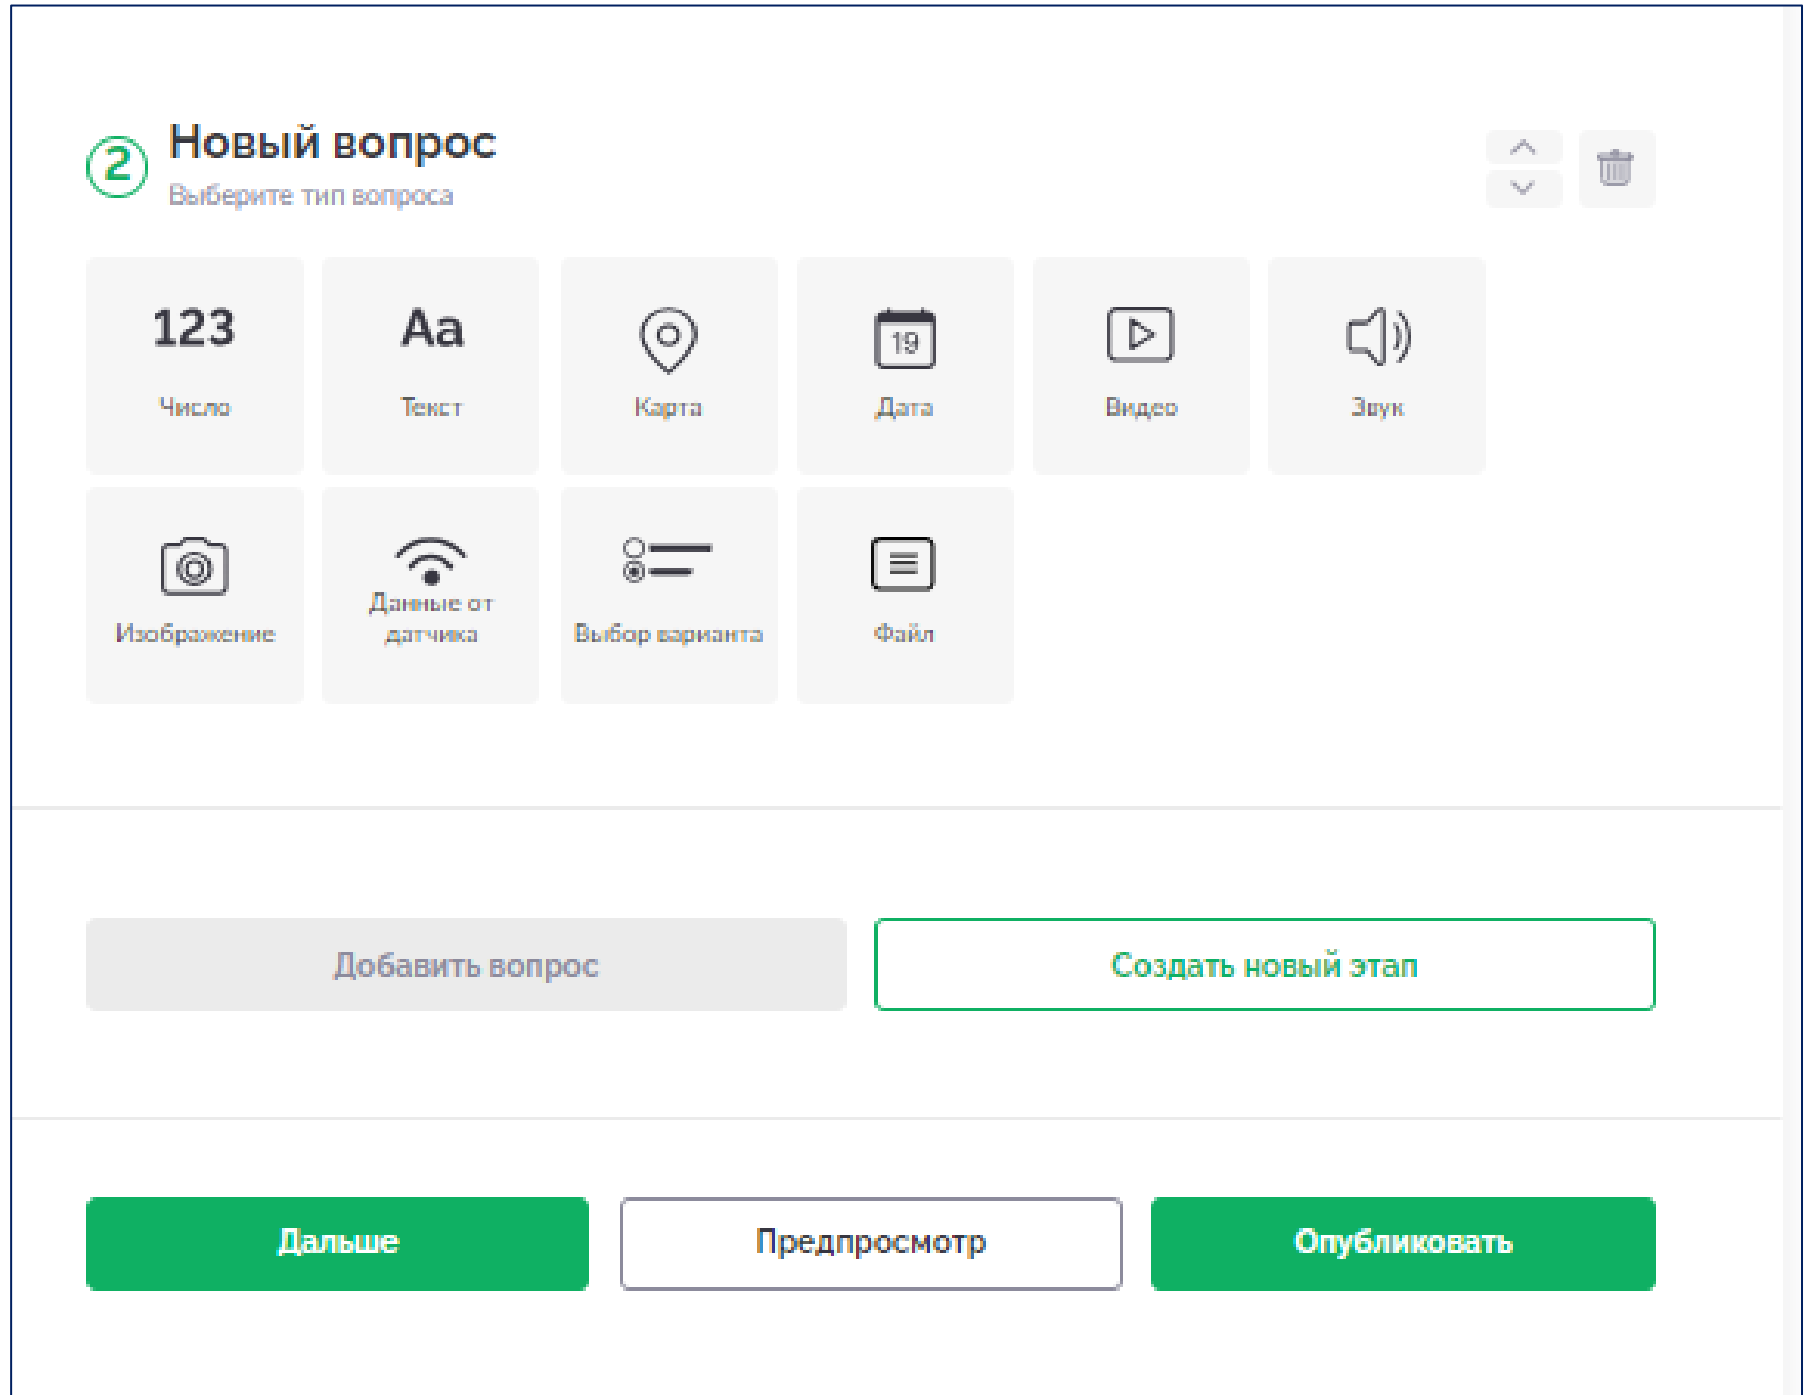 2
Новый вопрос
Выберите тип вопроса
123
Aa
19
Число
Текст
Карта
Дата
Видео
Звук
Изображение
Данные от
датчика
Выбор варианта
Файл
Добавить вопрос
Создать новый этап
Дальше
Предпросмотр
Опубликовать